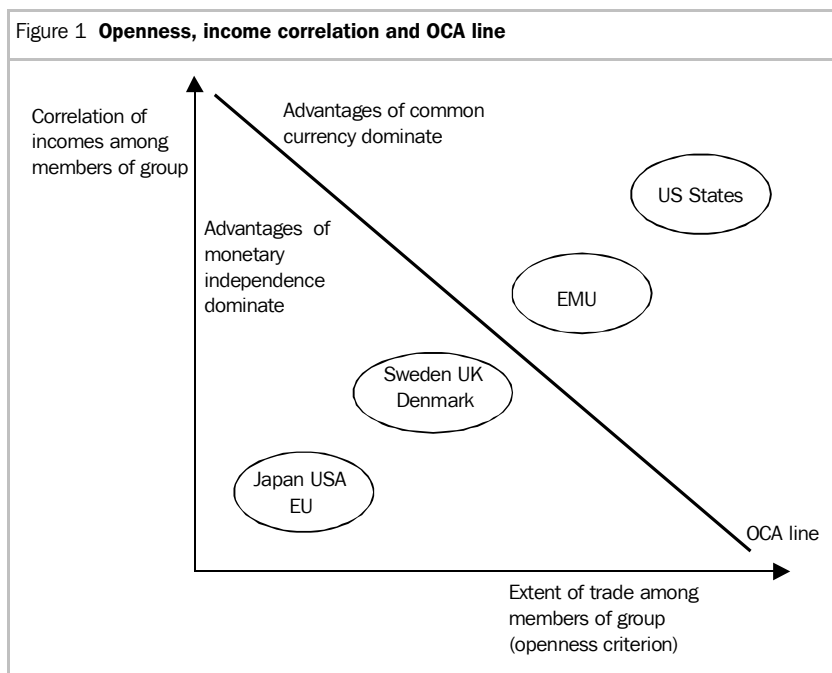 Figure 1 Openness, income correlation and OCA line
Correlation of
incomes among
members of group
Advantages of common
currency dominate
US States
Advantages of
monetary
independence
dominate
EMU
Sweden UK
Denmark
Japan USA
EU
OCA line
Extent of trade among
members of group
(openness criterion)